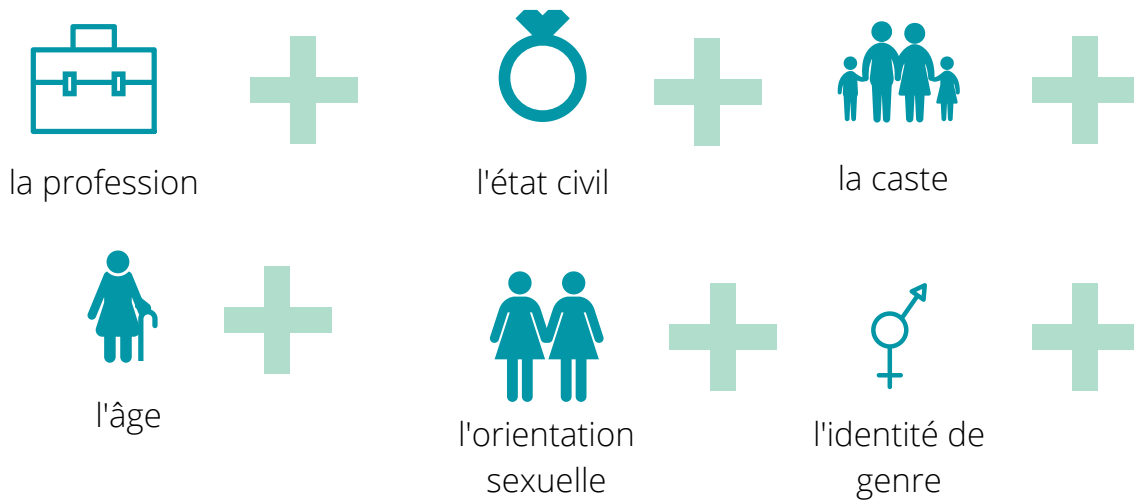 la profession
l'état civil
la caste
l'âge
l'orientation
sexuelle
l'identité de
genre